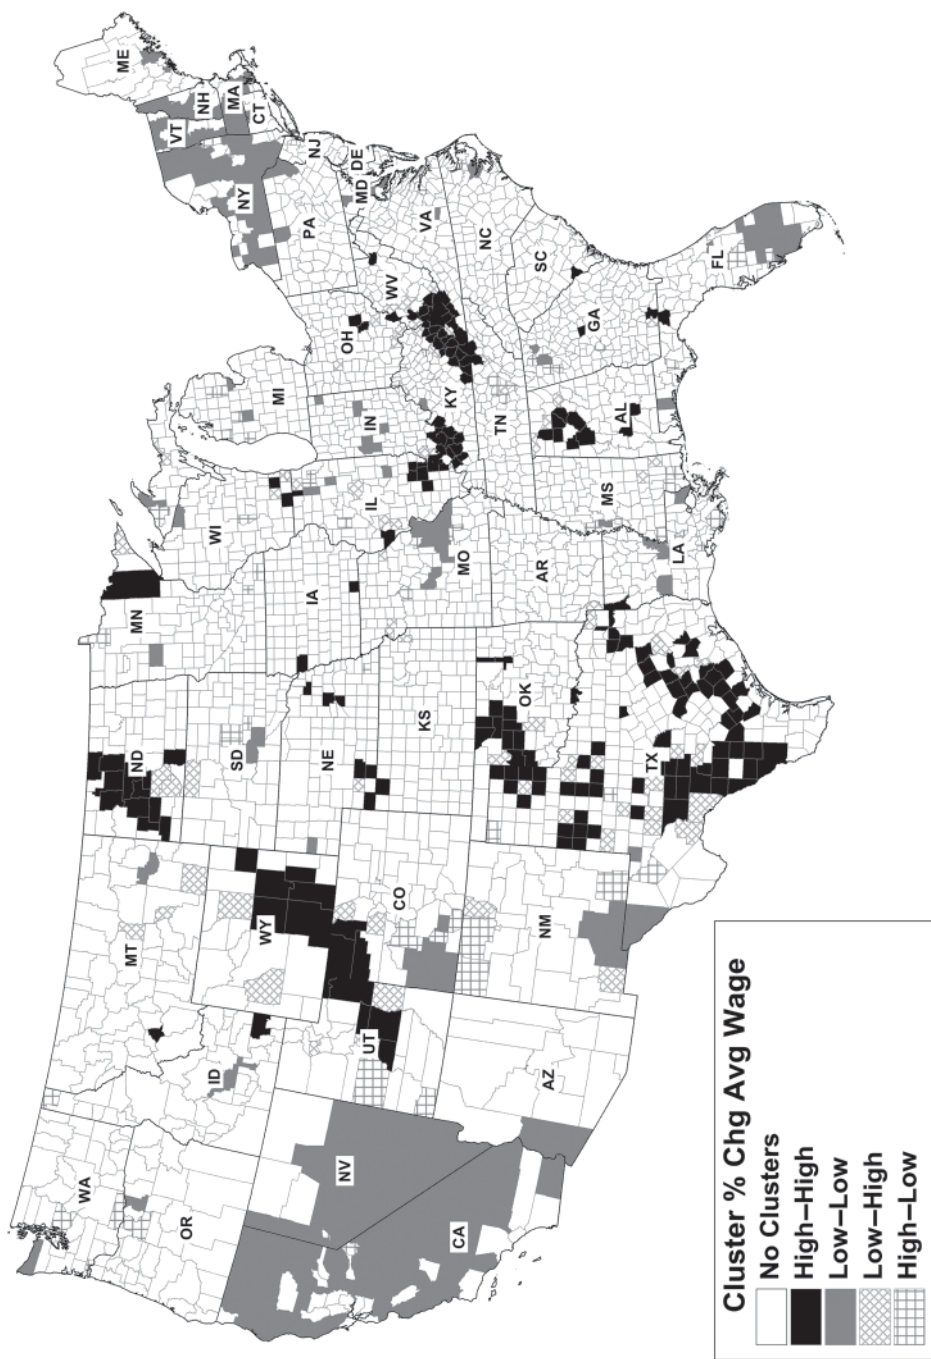 ME
VT
NH
MA
CT
NY
NJ
PA
DE
MD
WV
VA
NC
SC
OH
MI
IN
KY
TN
GA
FL
AL
WI
IL
MS
MN
IA
MO
AR
LA
ND
SD
NE
KS
OK
TX
MT
WY
CO
NM
ID
UT
AZ
WA
OR
NV
CA
Cluster % Chg Avg Wage
No Clusters
High–High
Low–Low
Low–High
High–Low